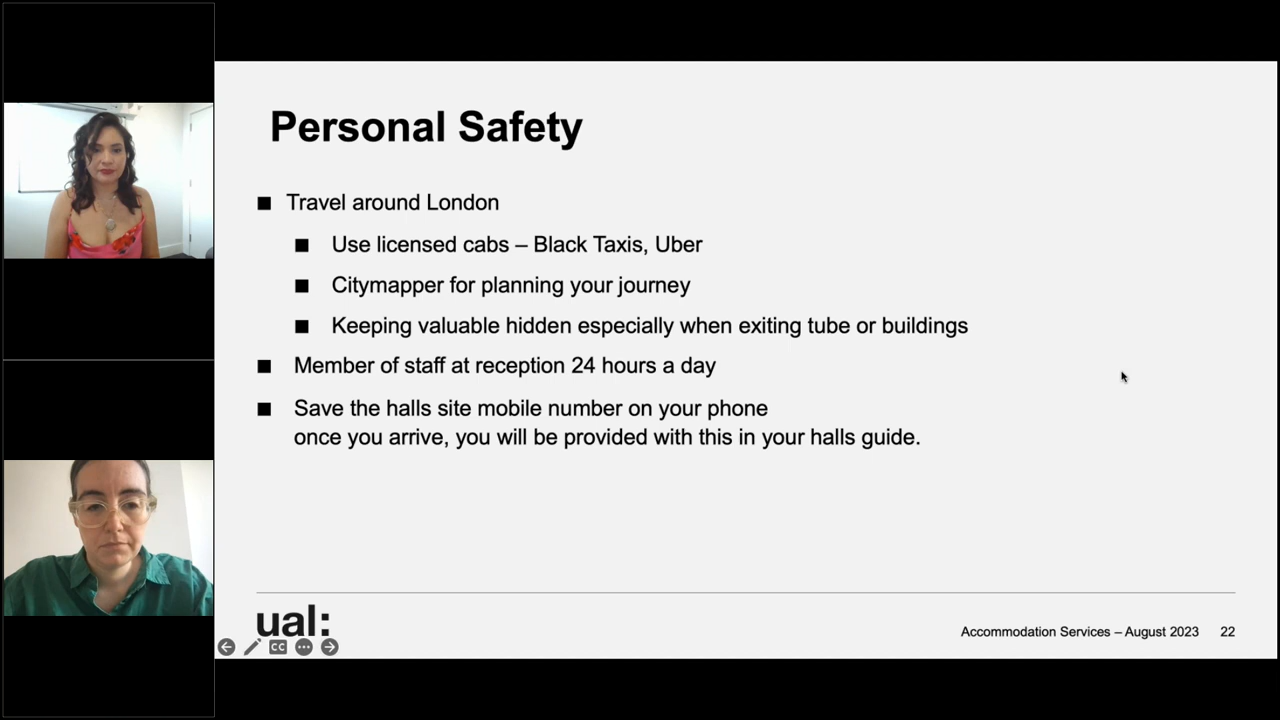 Personal Safety
■ Travel around London
■ Use licensed cabs – Black Taxis, Uber
■ Citymapper for planning your journey
■ Keeping valuable hidden especially when exiting tube or buildings
■ Member of staff at reception 24 hours a day
■ Save the halls site mobile number on your phone
once you arrive, you will be provided with this in your halls guide.
ual:
CC
Accommodation Services – August 2023 22